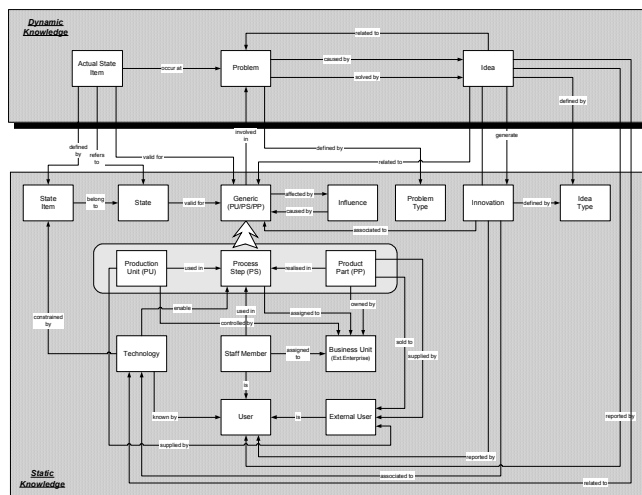 Dynamic
Knowledge
related to
Actual State
Item
occur at
Problem
caused by
solved by
Idea
defined by
generate
involved
in
defined
by
refers
to
valid for
defined by
related to
State
Item
belong
to
State
valid for
Generic
(PU/PS/PP)
affected by
caused by
Influence
Problem
Type
Innovation
defined by
Idea
Type
associated to
Production
Unit (PU)
used in
Process
Step (PS)
realised in
Product
Part (PP)
owned by
constrained
by
enable
used in
assigned to
controlled by
sold to
supplied by
Technology
Staff Member
assigned
to
Business Unit
(Ext.Enterprise)
is
known by
User
is
External User
reported by
supplied by
reported by
associated to
related to
Static
Knowledge